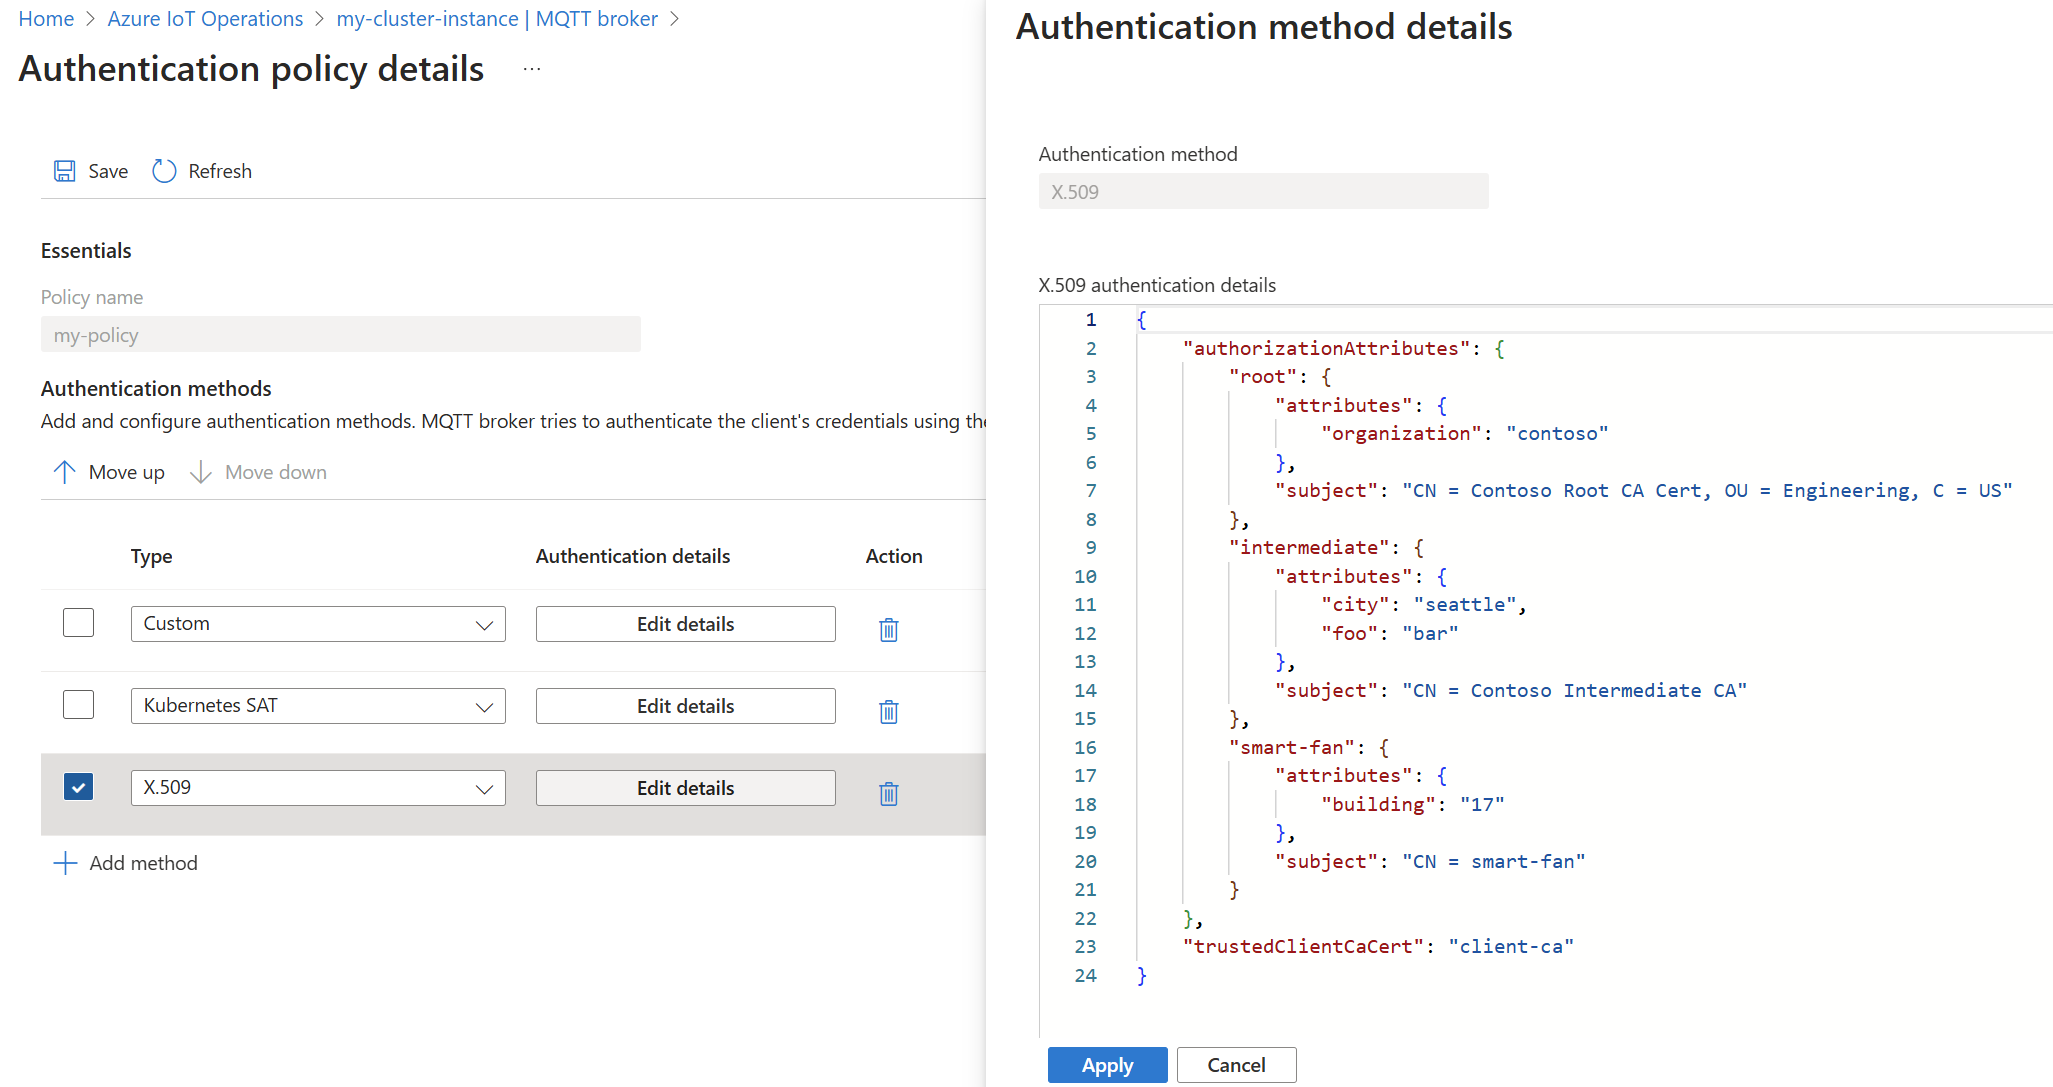 Home > Azure IoT Operations > my-cluster-instance | MQTT broker >
Authentication policy details ...
Save Refresh
Essentials
Policy name
my-policy
Authentication methods
Add and configure authentication methods. MQTT broker tries to authenticate the client's credentials using the
Move up Move down
Type Authentication details Action
Custom Edit details
Kubernetes SAT Edit details
X.509 Edit details
Add method
Authentication method details
Authentication method
X.509
X.509 authentication details
1 {
2 "authorizationAttributes": {
3 "root": {
4 "attributes": {
5 "organization": "contoso"
6 },
7 "subject": "CN = Contoso Root CA Cert, OU = Engineering, C = US"
8 },
9 "intermediate": {
10 "attributes": {
11 "city": "seattle",
12 "foo": "bar"
13 },
14 "subject": "CN = Contoso Intermediate CA"
15 },
16 "smart-fan": {
17 "attributes": {
18 "building": "17"
19 },
20 "subject": "CN = smart-fan"
21 }
22 },
23 "trustedClientCaCert": "client-ca"
24 }
Apply Cancel